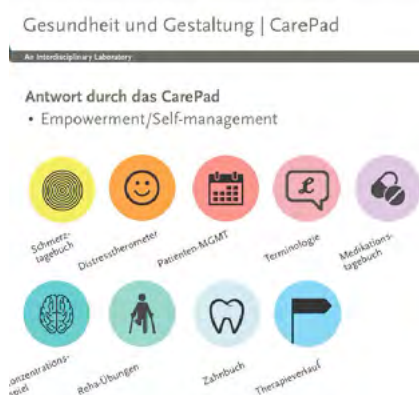 Gesundheit und Gestaltung | CarePad
An Interdisciplinary Laboratory
Antwort durch das CarePad
• Empowerment/Self-management
Schmerz-
tagebuch
Distressthermometer
Patienten-MGMT
Terminologie
Medikations-
tagebuch
onzentrations-
piel
Reha-Übungen
Zahnbuch
Therapieverlauf